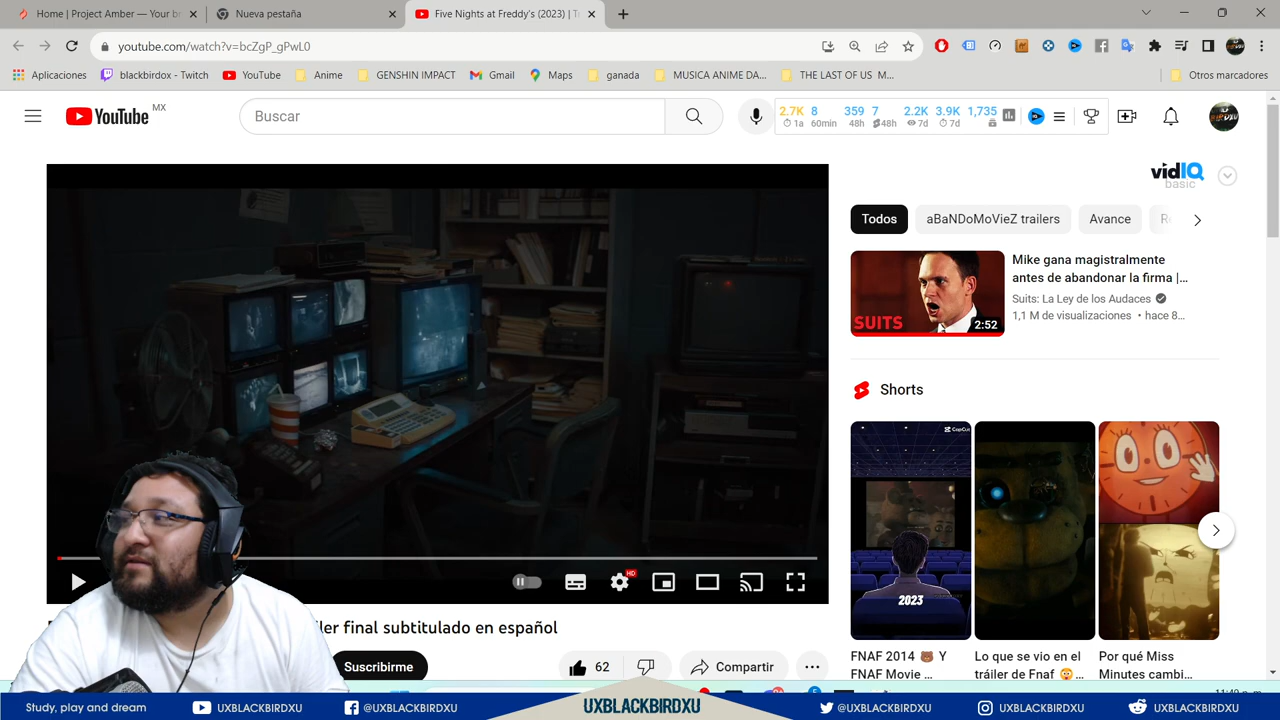 Home | Project Amber — Your br
Nueva pestaña
Five Nights at Freddy's (2023) | Tr
youtube.com/watch?v=bcZgP_gPwL0
Aplicaciones
blackbirdox - Twitch
YouTube
Anime
GENSHIN IMPACT
Gmail
Maps
ganada
MUSICA ANIME DA...
THE LAST OF US M...
Otros marcadores
YouTube MX
Buscar
2.7K 8 359 7 2.2K 3.9K 1,735
1a 60min 48h 48h 7d 7d
vidIQ
basic
Todos
aBaNDoMoVieZ trailers
Avance
Mike gana magistralmente
antes de abandonar la firma |...
Suits: La Ley de los Audaces
1,1 M de visualizaciones • hace 8...
SUITS
2:52
Shorts
CapCut
2023
HD
FNAF 2014 🐻 Y
FNAF Movie ...
Lo que se vio en el
tráiler de Fnaf 😳...
Por qué Miss
Minutes cambi...
ler final subtitulado en español
Suscribirme
62
Compartir
Study, play and dream
UXBLACKBIRDXU
@UXBLACKBIRDXU
UXBLACKBIRDXU
@UXBLACKBIRDXU
UXBLACKBIRDXU
UXBLACKBIRDXU